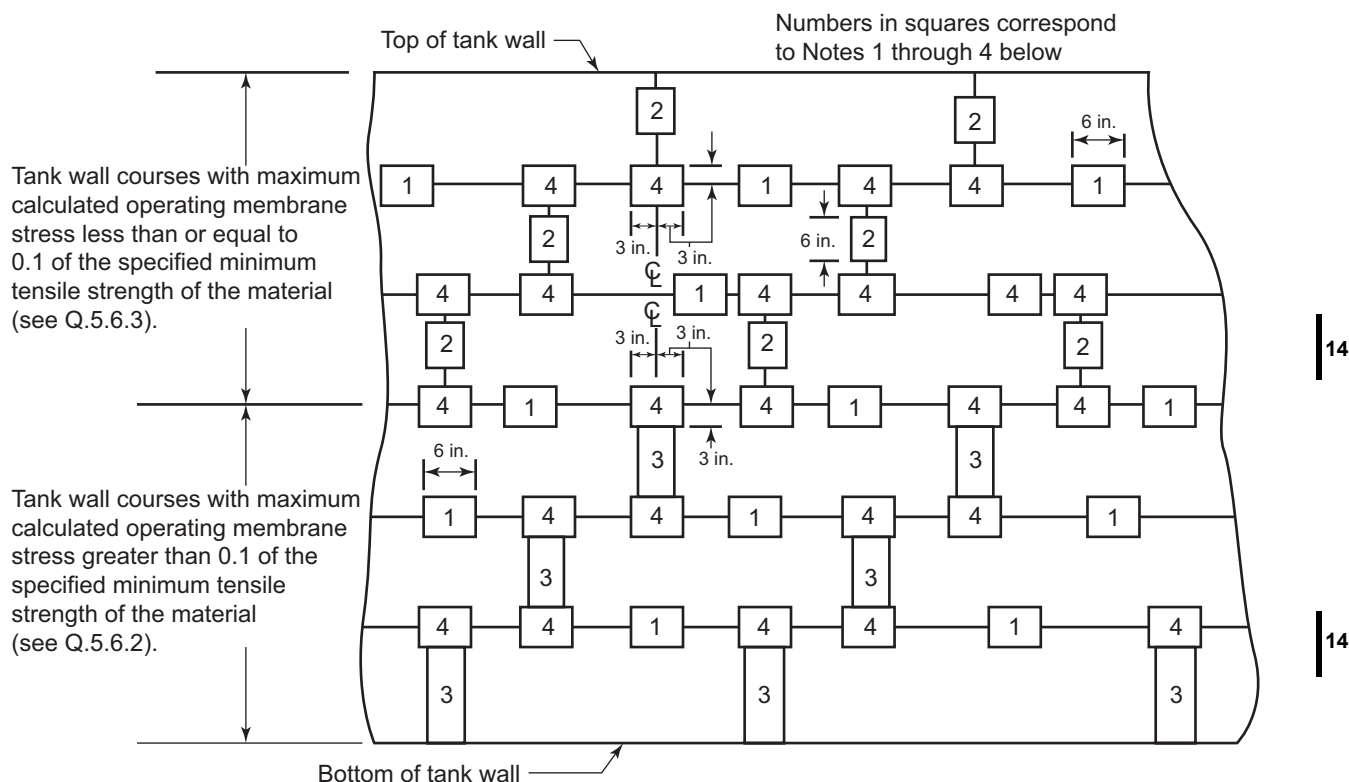 Top of tank wall
Numbers in squares correspond
to Notes 1 through 4 below
2
2
6 in.
Tank wall courses with maximum
calculated operating membrane
stress less than or equal to
0.1 of the specified minimum
tensile strength of the material
(see Q.5.6.3).
1
4
4
1
4
4
1
2
3 in.
3 in.
6 in.
2
℄
4
4
1
4
4
4
4
℄
14
2
3 in.
3 in.
2
2
4
1
4
4
1
4
4
1
6 in.
3
3 in.
3
Tank wall courses with maximum
calculated operating membrane
stress greater than 0.1 of the
specified minimum tensile
strength of the material
(see Q.5.6.2).
1
4
4
1
4
4
1
3
3
4
4
1
4
4
1
4
14
3
3
3
Bottom of tank wall